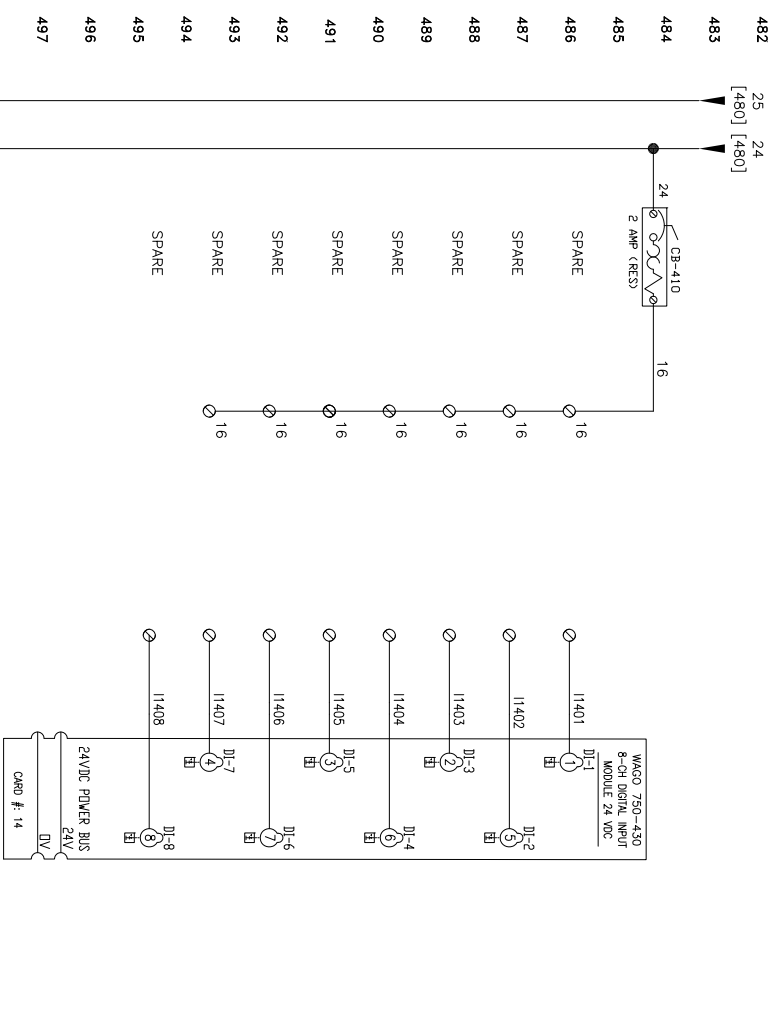 482
483
484
485
486
487
488
489
490
491
492
493
494
495
496
497
25
[480]
24
[480]
24
CB-410
2 AMP (RES)
16
SPARE
SPARE
SPARE
SPARE
SPARE
SPARE
SPARE
SPARE
16
16
16
16
16
16
16
I1401
I1402
I1403
I1404
I1405
I1406
I1407
I1408
WAGO 750-430
8-CH DIGITAL INPUT
MODULE 24 VDC
DI-1
1
DI-2
5
DI-3
2
DI-4
6
DI-5
3
DI-6
7
DI-7
4
DI-8
8
24VDC POWER BUS
24V
0V
CARD #: 14